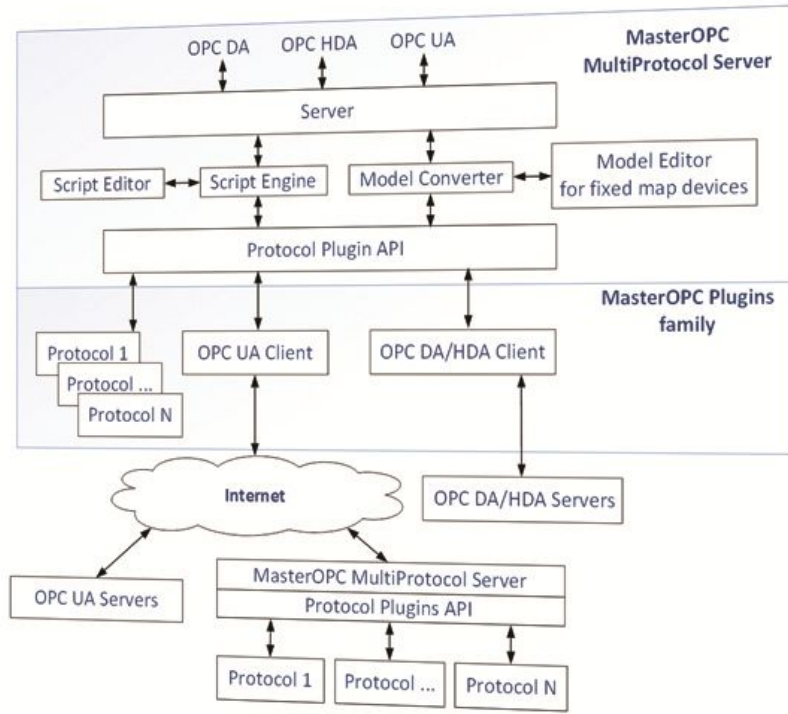 OPC DA
OPC HDA
OPC UA
MasterOPC
MultiProtocol Server
Server
Script Editor
Script Engine
Model Converter
Model Editor
for fixed map devices
Protocol Plugin API
MasterOPC Plugins
family
Protocol 1
Protocol ...
Protocol N
OPC UA Client
OPC DA/HDA Client
Internet
OPC DA/HDA Servers
OPC UA Servers
MasterOPC MultiProtocol Server
Protocol Plugins API
Protocol 1
Protocol ...
Protocol N